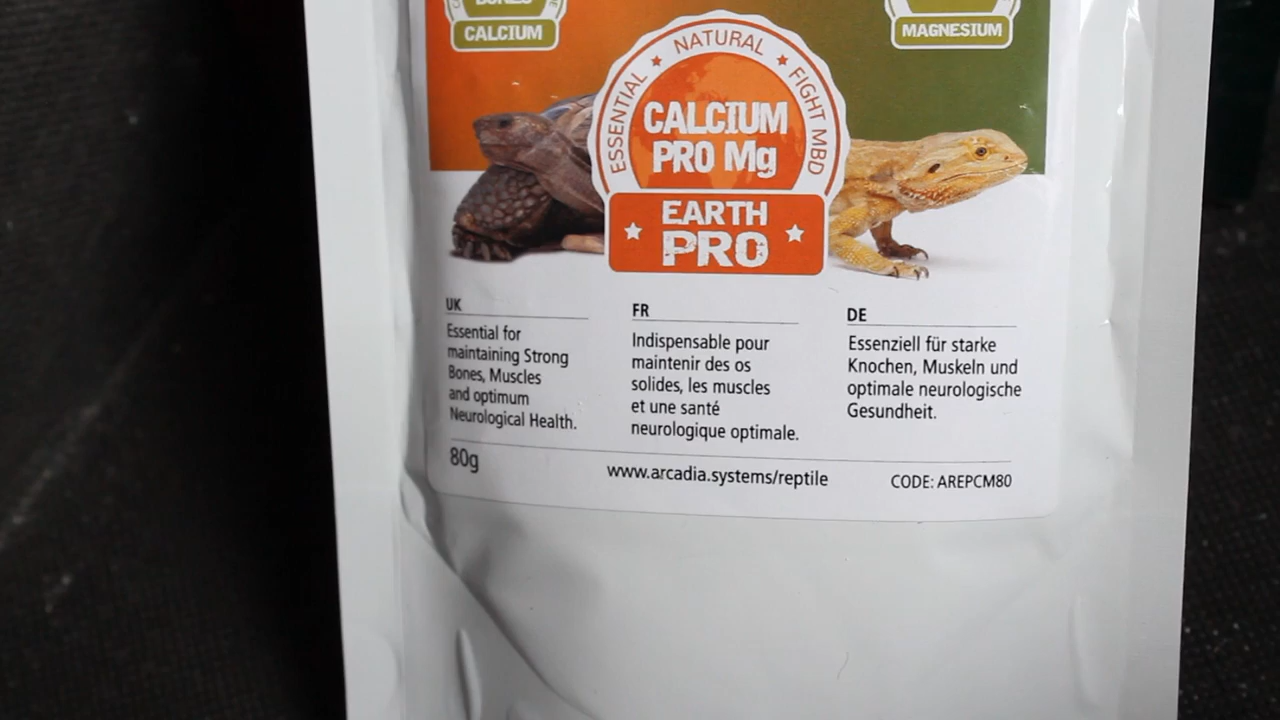 BONES
CALCIUM
MAGNESIUM
ESSENTIAL ★ NATURAL ★ FIGHT MBD
CALCIUM
PRO Mg
EARTH
PRO
UK
Essential for
maintaining Strong
Bones, Muscles
and optimum
Neurological Health.
FR
Indispensable pour
maintenir des os
solides, les muscles
et une santé
neurologique optimale.
DE
Essenziell für starke
Knochen, Muskeln und
optimale neurologische
Gesundheit.
80g
www.arcadia.systems/reptile
CODE: AREPCM80